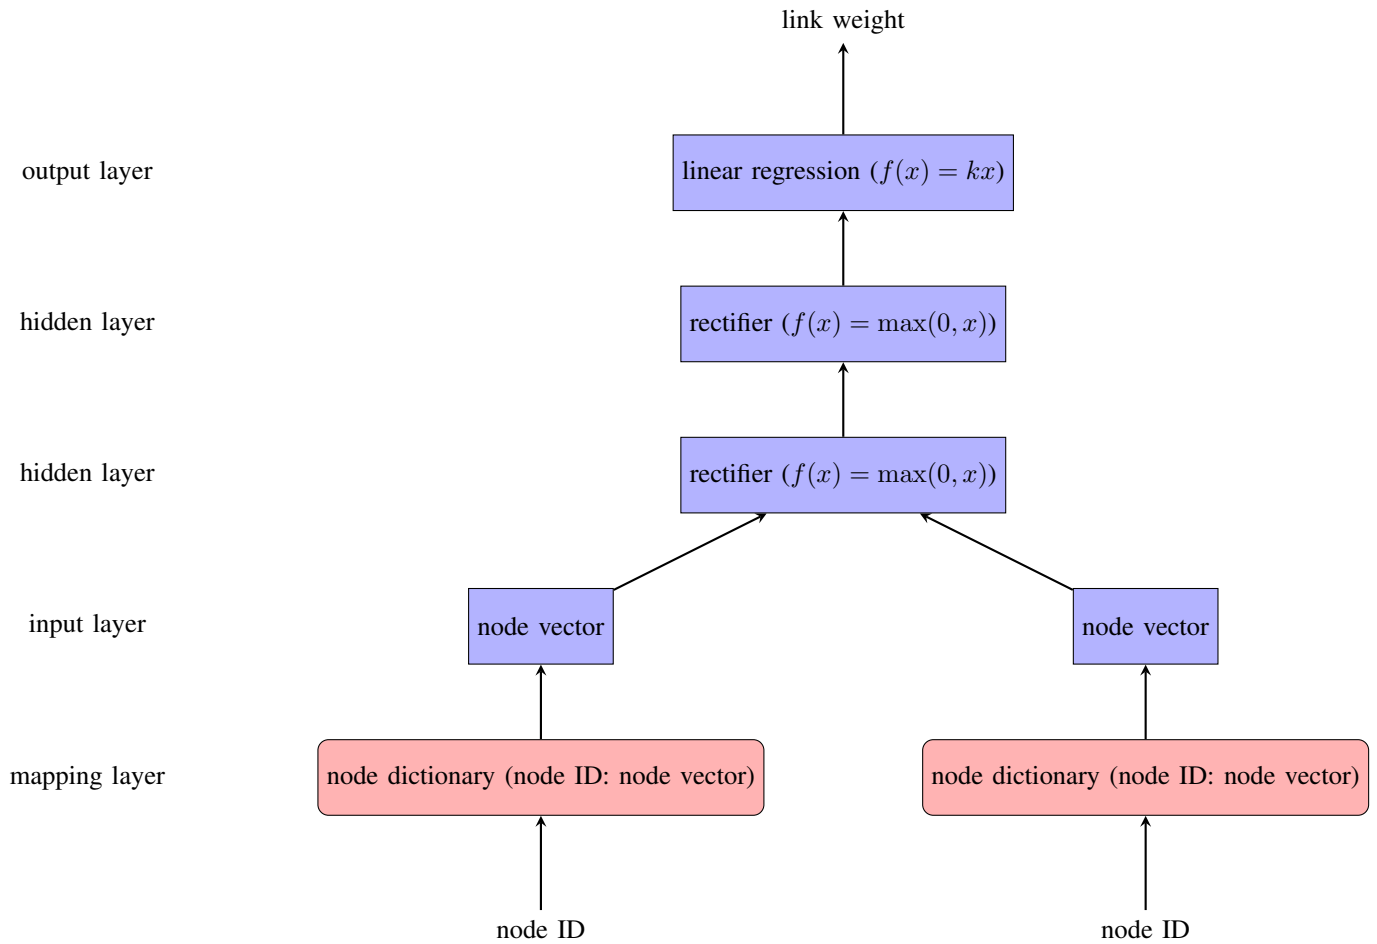 link weight
output layer
linear regression (f(x) = kx)
hidden layer
rectifier (f(x) = max(0, x))
hidden layer
rectifier (f(x) = max(0, x))
input layer
node vector
node vector
mapping layer
node dictionary (node ID: node vector)
node dictionary (node ID: node vector)
node ID
node ID